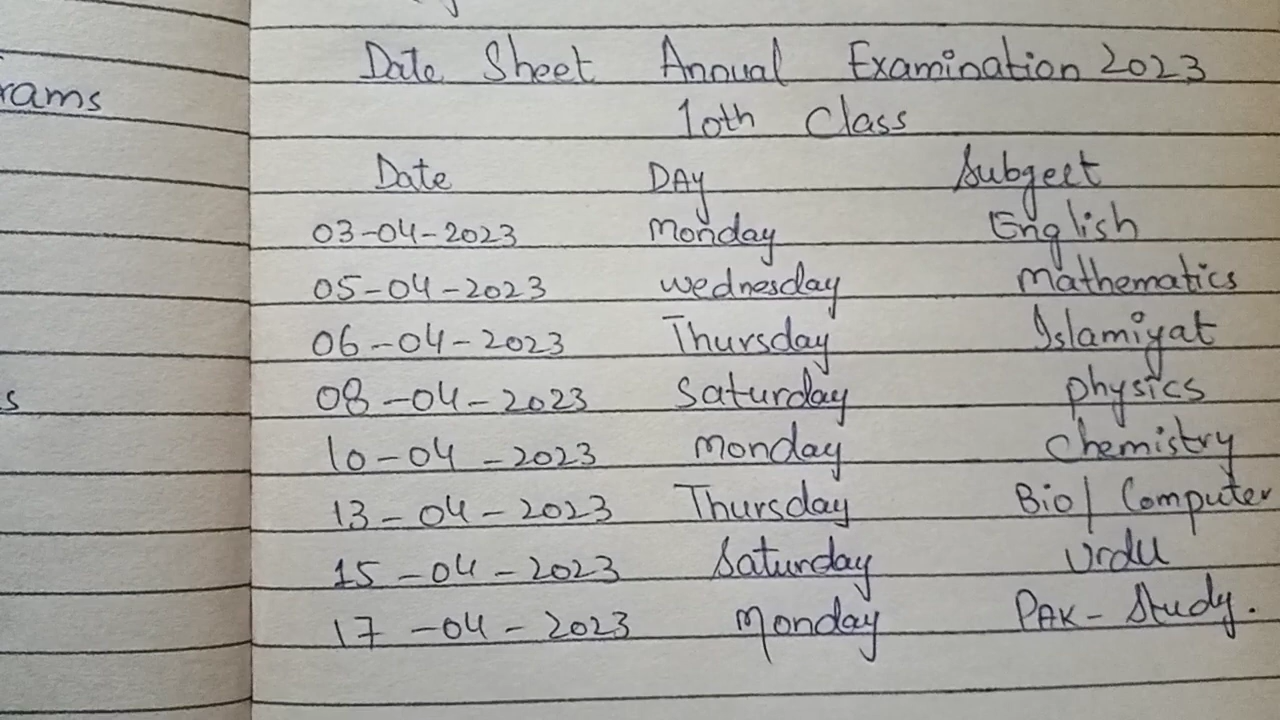 rams
s
Date Sheet Annual Examination 2023
10th Class
Date DAy Subgect
03-04-2023 Monday English
05-04-2023 wednesday Mathematics
06-04-2023 Thursday Islamiyat
08-04-2023 Saturday physics
10-04-2023 Monday Chemistry
13-04-2023 Thursday Bio/ Computer
15-04-2023 Saturday Urdu
17-04-2023 Monday PAK- Study.